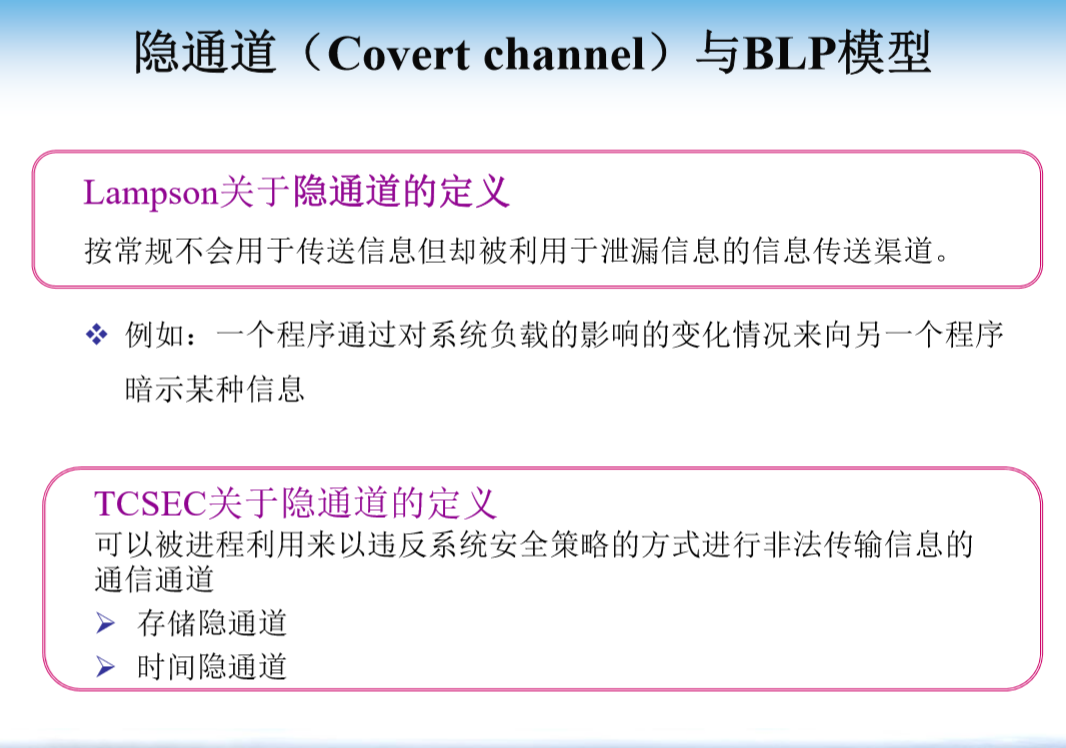 隐通道（Covert channel）与BLP模型
Lampson关于隐通道的定义
按常规不会用于传送信息但却被利用于泄漏信息的信息传送渠道。
例如：一个程序通过对系统负载的影响的变化情况来向另一个程序
暗示某种信息
TCSEC关于隐通道的定义
可以被进程利用来以违反系统安全策略的方式进行非法传输信息的
通信通道
存储隐通道
时间隐通道